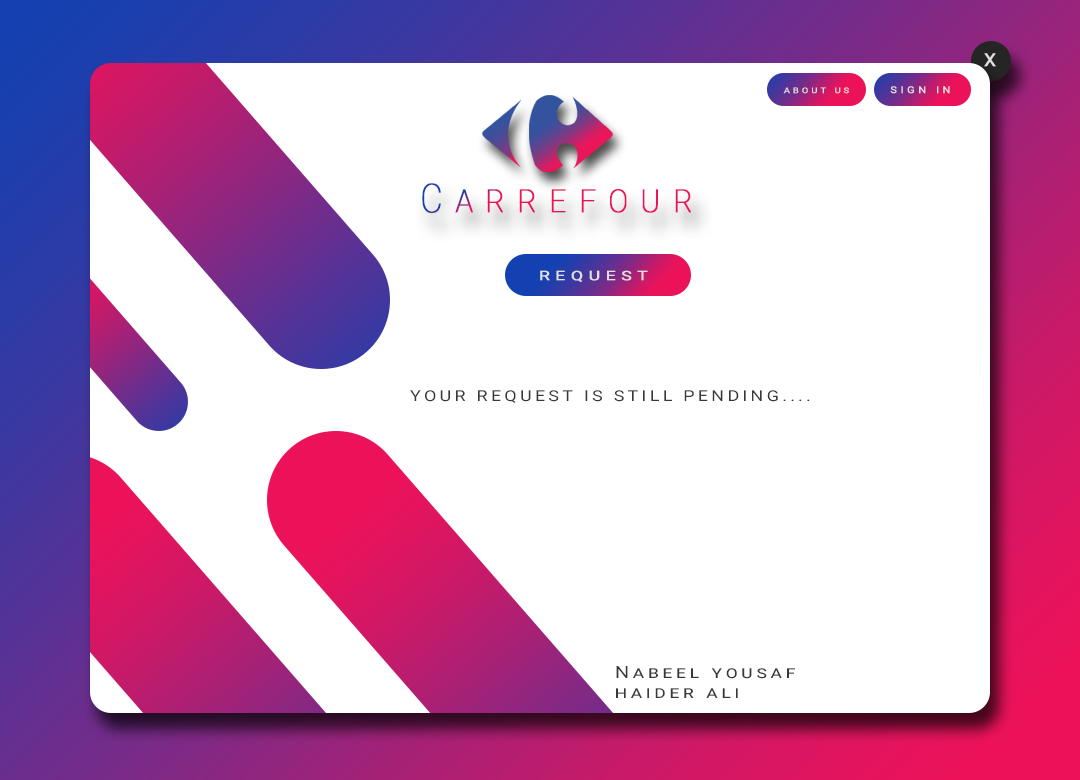 X
ABOUT US
SIGN IN
CARREFOUR
REQUEST
YOUR REQUEST IS STILL PENDING....
NABEEL YOUSAF
HAIDER ALI